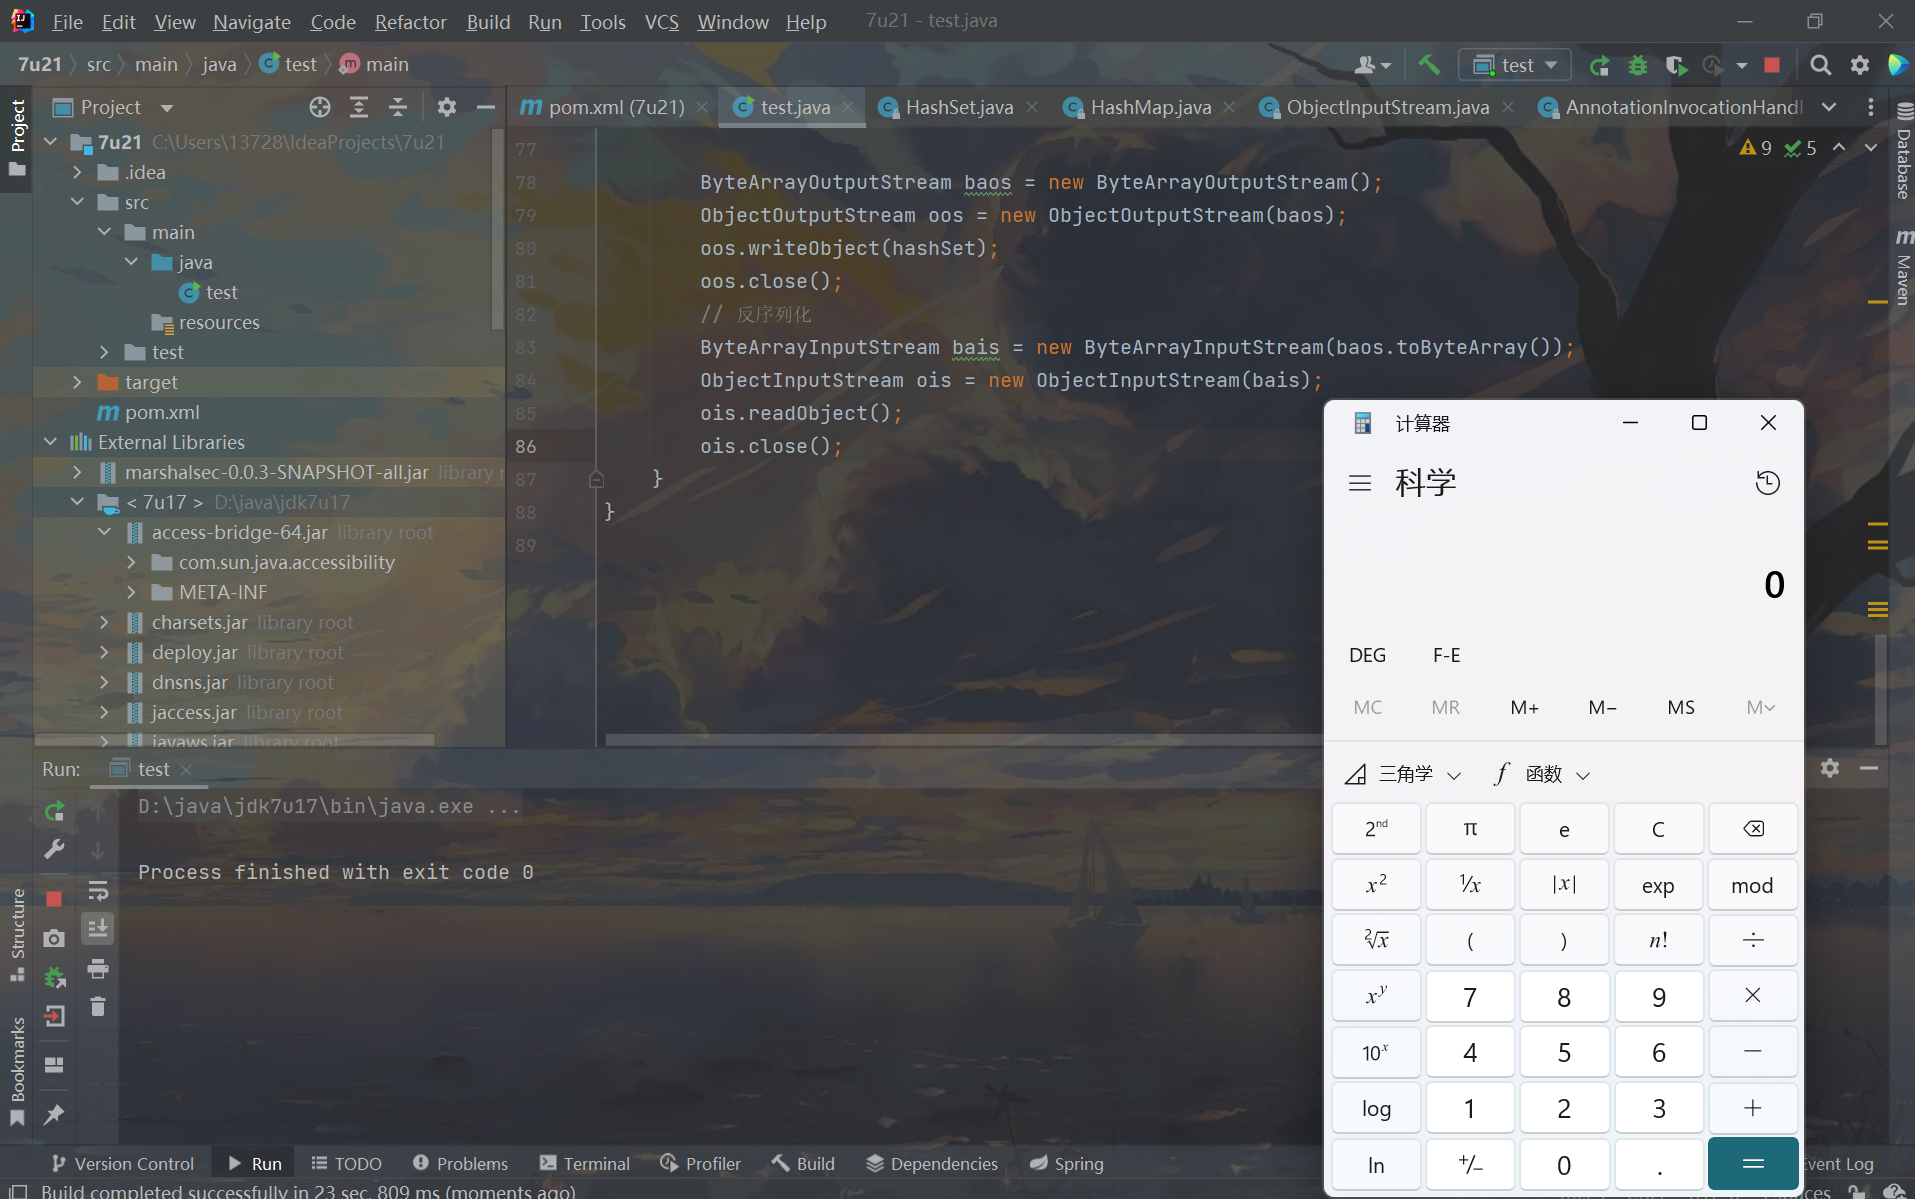 File Edit View Navigate Code Refactor Build Run Tools VCS Window Help 7u21 - test.java
7u21 src main java test main
test
Project
pom.xml (7u21) test.java HashSet.java HashMap.java ObjectInputStream.java AnnotationInvocationHandl
Project
7u21 C:\Users\13728\IdeaProjects\7u21
.idea
src
main
java
test
resources
test
target
pom.xml
External Libraries
marshalsec-0.0.3-SNAPSHOT-all.jar library r
< 7u17 > D:\java\jdk7u17
access-bridge-64.jar library root
com.sun.java.accessibility
META-INF
charsets.jar library root
deploy.jar library root
dnsns.jar library root
jaccess.jar library root
javaws.jar library root
9 5
77
78 ByteArrayOutputStream baos = new ByteArrayOutputStream();
79 ObjectOutputStream oos = new ObjectOutputStream(baos);
80 oos.writeObject(hashSet);
81 oos.close();
82 // 反序列化
83 ByteArrayInputStream bais = new ByteArrayInputStream(baos.toByteArray());
84 ObjectInputStream ois = new ObjectInputStream(bais);
85 ois.readObject();
86 ois.close();
87 }
88 }
89
Database
Maven
计算器
科学
0
DEG F-E
MC MR M+ M− MS M
三角学 函数
2nd π e C
x² ¹/x |x| exp mod
²√x ( ) n! ÷
xʸ 7 8 9 ×
10ˣ 4 5 6 −
log 1 2 3 +
ln +/− 0 . =
Run: test
D:\java\jdk7u17\bin\java.exe ...
Process finished with exit code 0
Structure
Bookmarks
Version Control Run TODO Problems Terminal Profiler Build Dependencies Spring Event Log
Build completed successfully in 23 sec, 809 ms (moments ago)